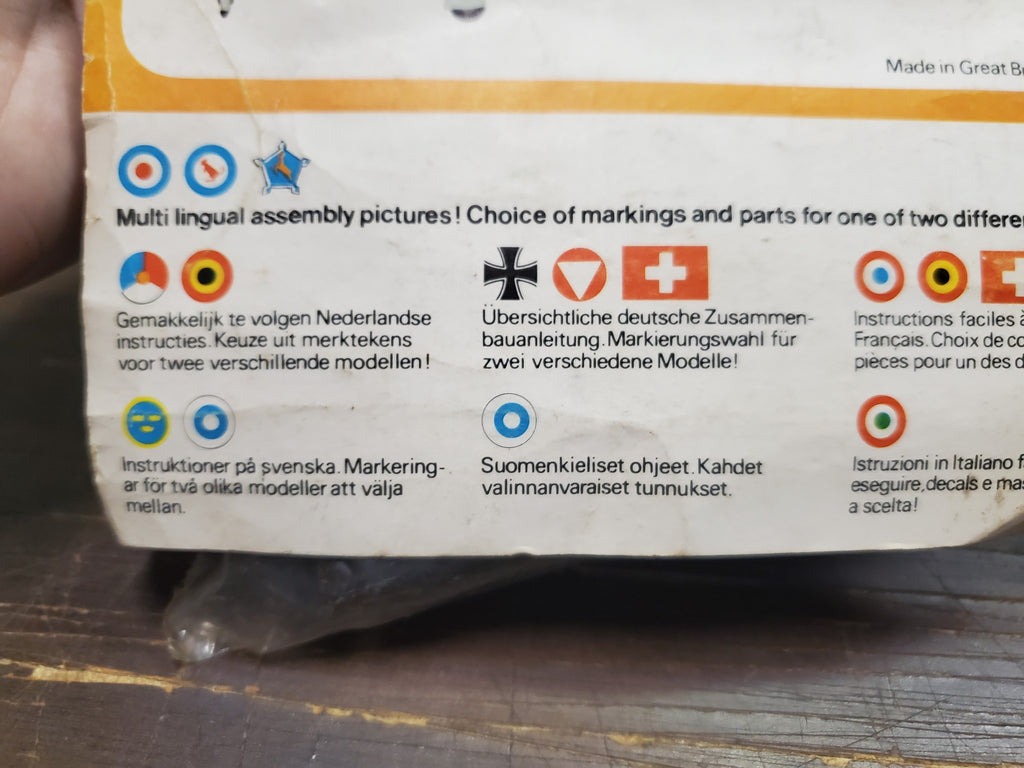 Made in Great
Multi lingual assembly pictures! Choice of markings and parts for one of two
Gemakkelijk te volgen Nederlandse
instructies. Keuze uit merktekens
voor twee verschillende modellen!
Übersichtliche deutsche Zusammen-
bauanleitung. Markierungswahl für
zwei verschiedene Modelle!
Instructions faciles
Français. Choix de
pièces pour un des
Instruktioner på svenska. Markering-
ar för två olika modeller att välja
mellan.
Suomenkieliset ohjeet. Kahdet
valinnanvaraiset tunnukset.
Istruzioni in Italiano
eseguire, decals e
a scelta!